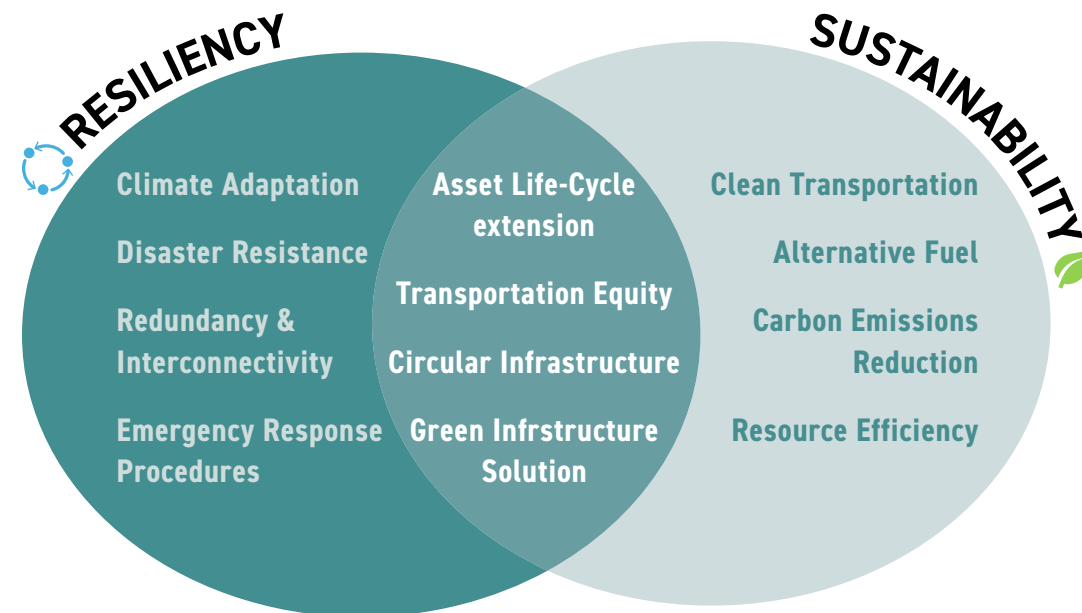 RESILIENCY
SUSTAINABILITY
Climate Adaptation
Disaster Resistance
Redundancy &
Interconnectivity
Emergency Response
Procedures
Asset Life-Cycle
extension
Transportation Equity
Circular Infrastructure
Green Infrstructure
Solution
Clean Transportation
Alternative Fuel
Carbon Emissions
Reduction
Resource Efficiency